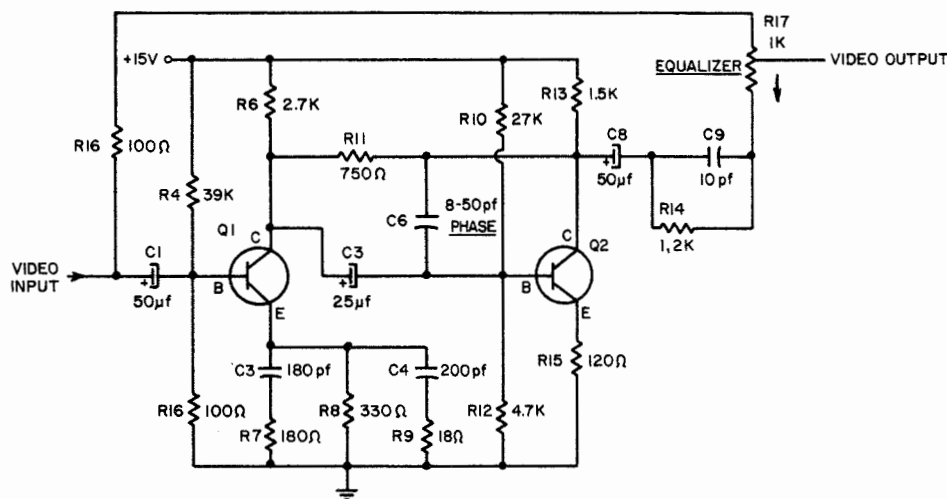 R17
1K
+15V
EQUALIZER
VIDEO OUTPUT
R6
2.7K
R10
27K
R13
1.5K
R16
100Ω
R11
750Ω
C8
50µf
+
C9
10pf
R4
39K
8-50pf
C6
PHASE
R14
1,2K
Q1
C
B
E
C1
+
50µf
VIDEO
INPUT
C3
+
25µf
Q2
C
B
E
R15
120Ω
C3
180pf
C4
200pf
R16
100Ω
R8
330Ω
R12
4.7K
R7
180Ω
R9
18Ω